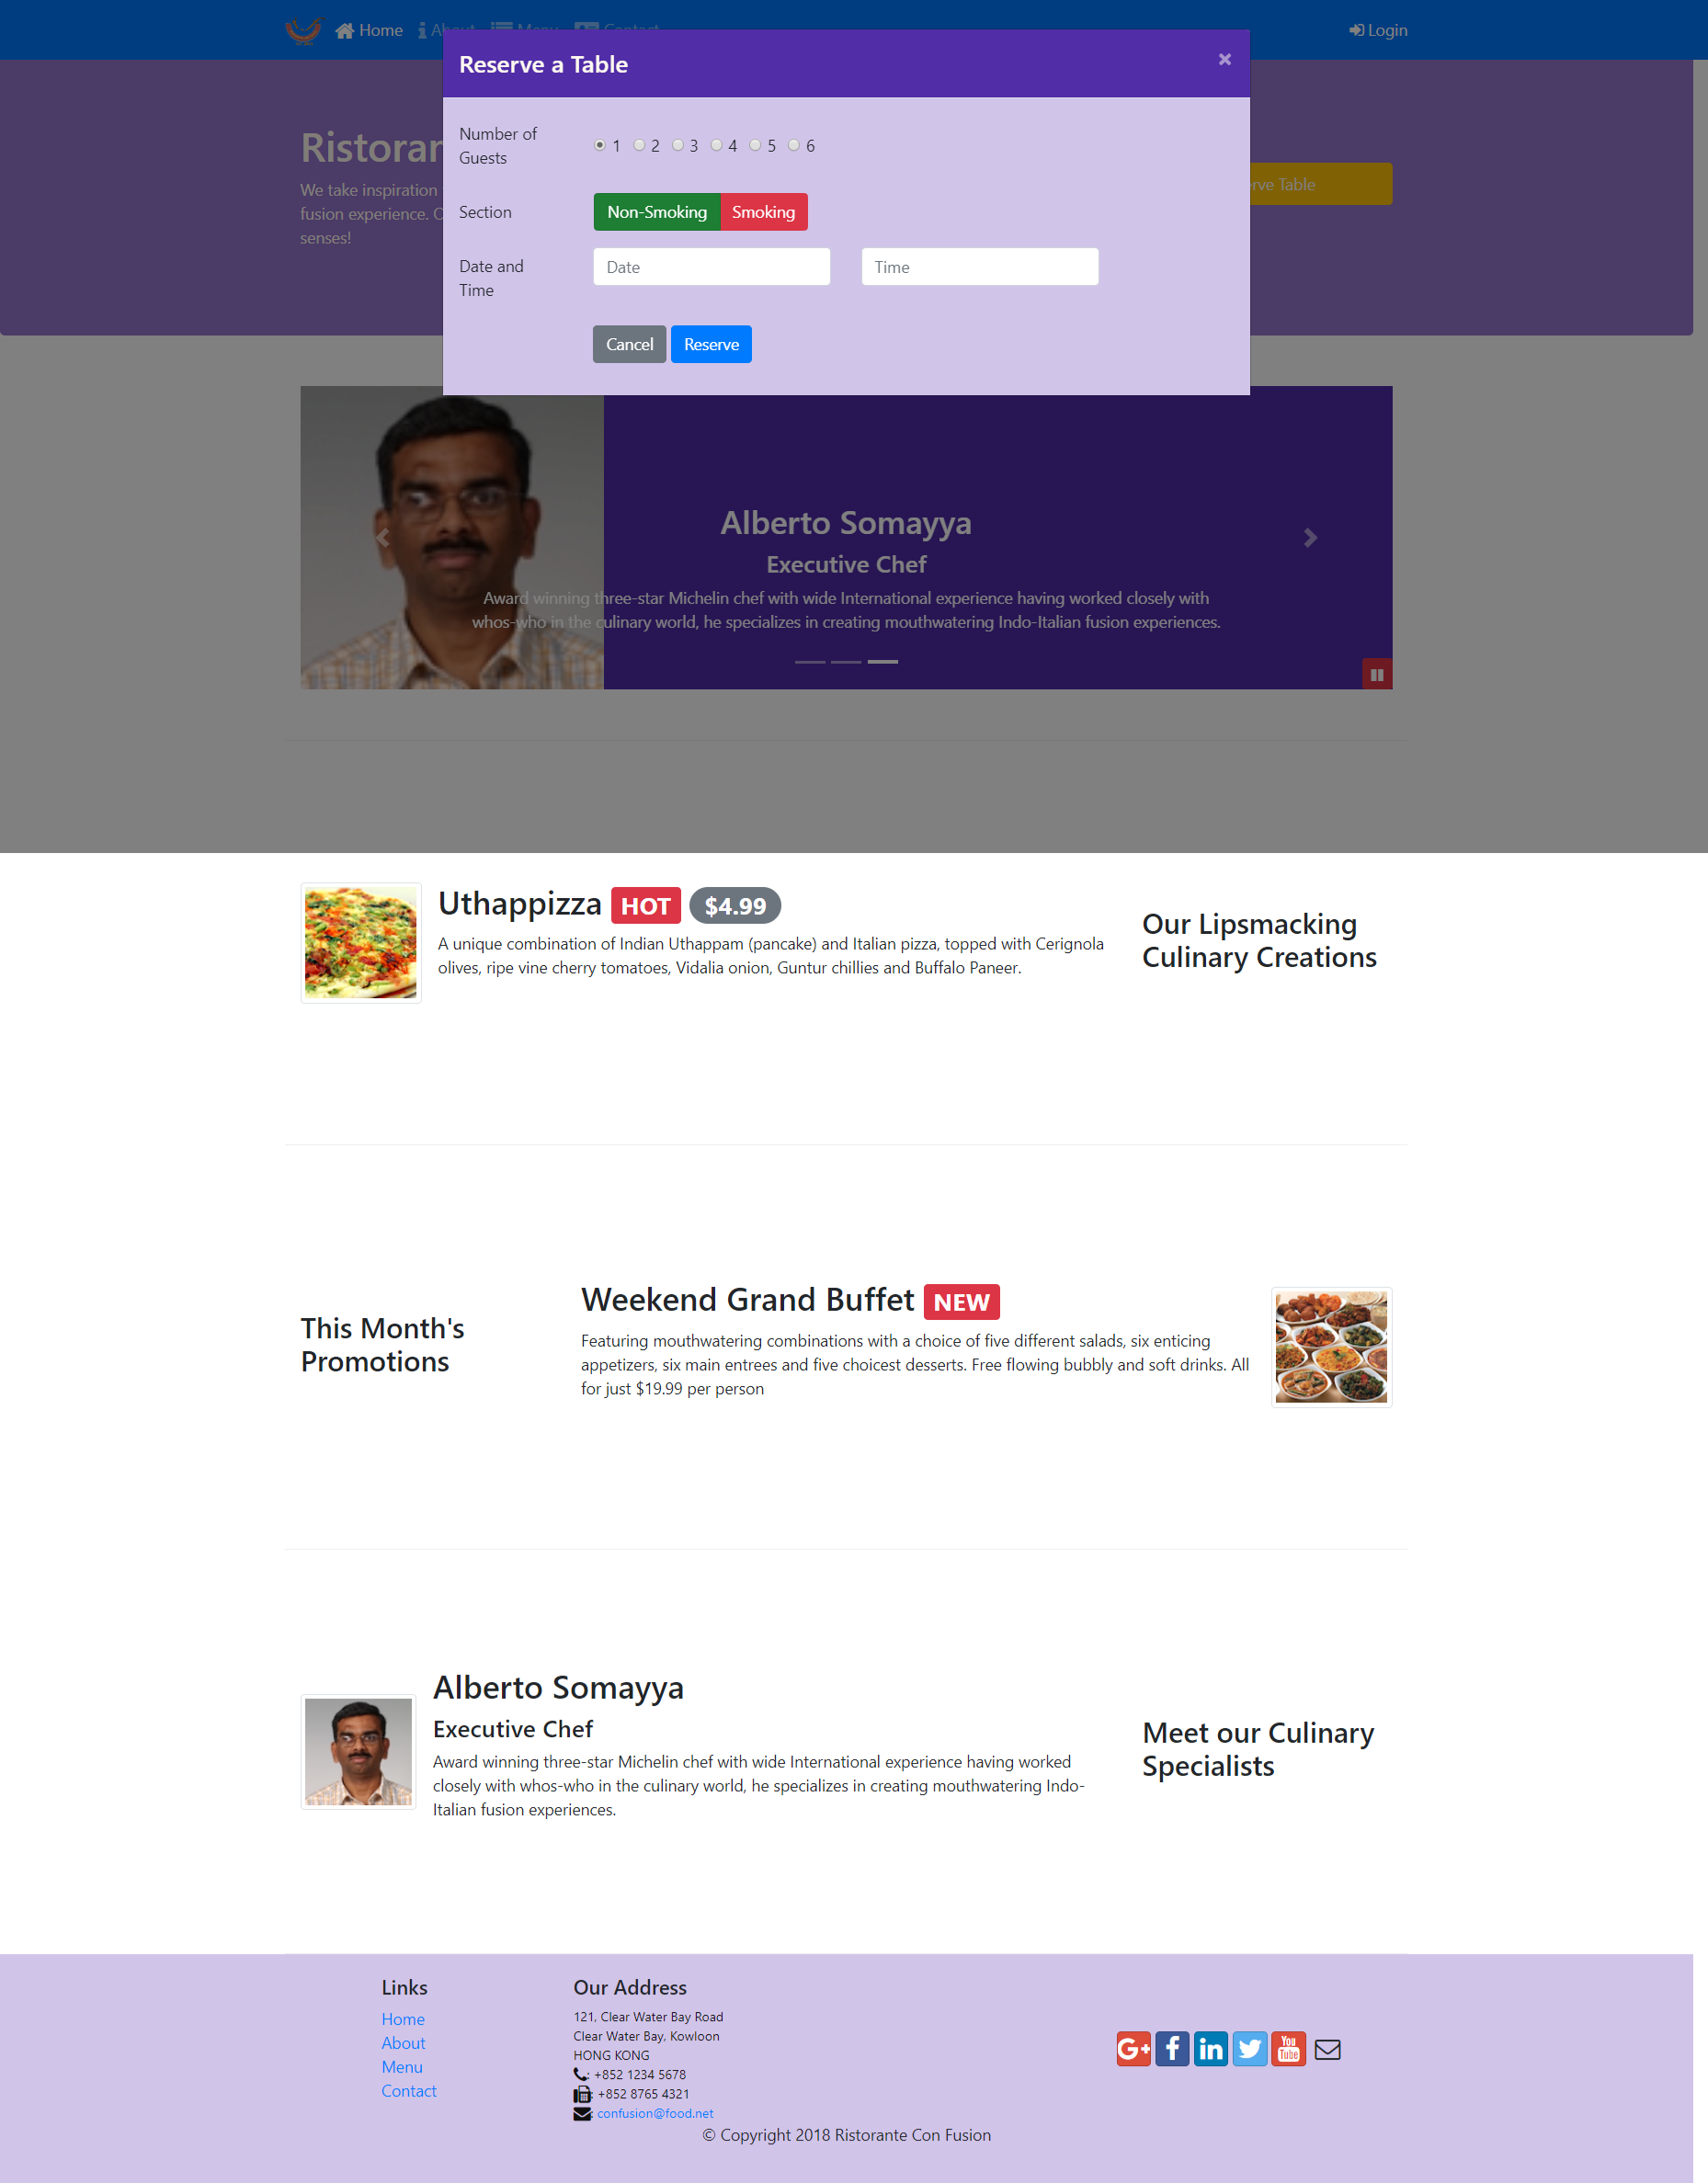 Home
About
Menu
Contact
Login
Reserve a Table
×
Number of
Guests
1 2 3 4 5 6
Section
Non-Smoking Smoking
Date and
Time
Date
Time
Cancel Reserve
We take inspiration
fusion experience.
senses!
Table
Alberto Somayya
Executive Chef
Award winning three-star Michelin chef with wide International experience having worked closely with
whos-who in the culinary world, he specializes in creating mouthwatering Indo-Italian fusion experiences.
Uthappizza HOT $4.99
A unique combination of Indian Uthappam (pancake) and Italian pizza, topped with Cerignola
olives, ripe vine cherry tomatoes, Vidalia onion, Guntur chillies and Buffalo Paneer.
Our Lipsmacking
Culinary Creations
This Month's
Promotions
Weekend Grand Buffet NEW
Featuring mouthwatering combinations with a choice of five different salads, six enticing
appetizers, six main entrees and five choicest desserts. Free flowing bubbly and soft drinks. All
for just $19.99 per person
Alberto Somayya
Executive Chef
Award winning three-star Michelin chef with wide International experience having worked
closely with whos-who in the culinary world, he specializes in creating mouthwatering Indo-
Italian fusion experiences.
Meet our Culinary
Specialists
Links
Home
About
Menu
Contact
Our Address
121, Clear Water Bay Road
Clear Water Bay, Kowloon
HONG KONG
: +852 1234 5678
: +852 8765 4321
: confusion@food.net
G+ f in You Tube
© Copyright 2018 Ristorante Con Fusion